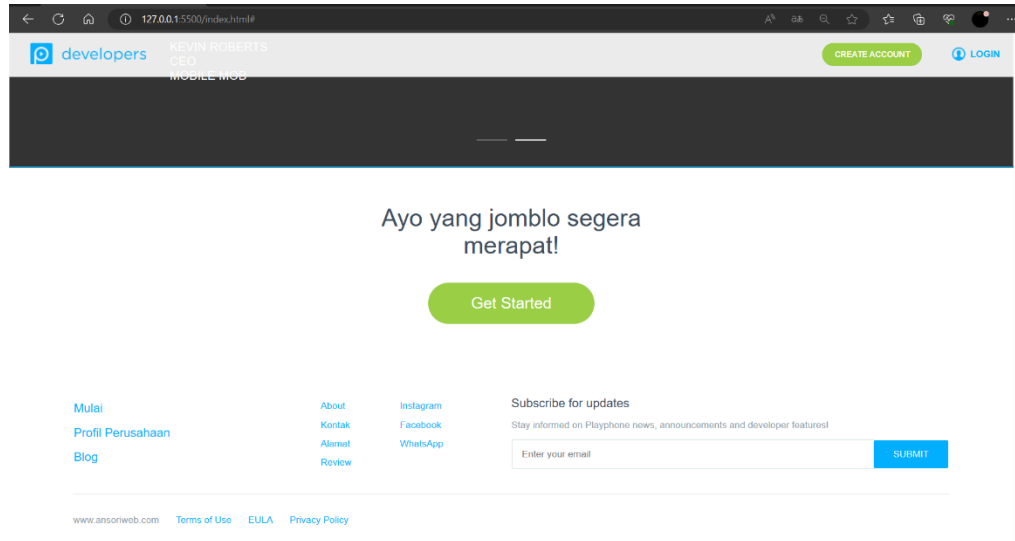 127.0.0.1:5500/index.html#
developers
KEVIN ROBERTS
CEO
MOBILE MOB
CREATE ACCOUNT
LOGIN
Ayo yang jomblo segera
merapat!
Get Started
Mulai
Profil Perusahaan
Blog
About
Kontak
Alamat
Review
Instagram
Facebook
WhatsApp
Subscribe for updates
Stay informed on Playphone news, announcements and developer features!
Enter your email
SUBMIT
www.ansoriweb.com Terms of Use EULA Privacy Policy